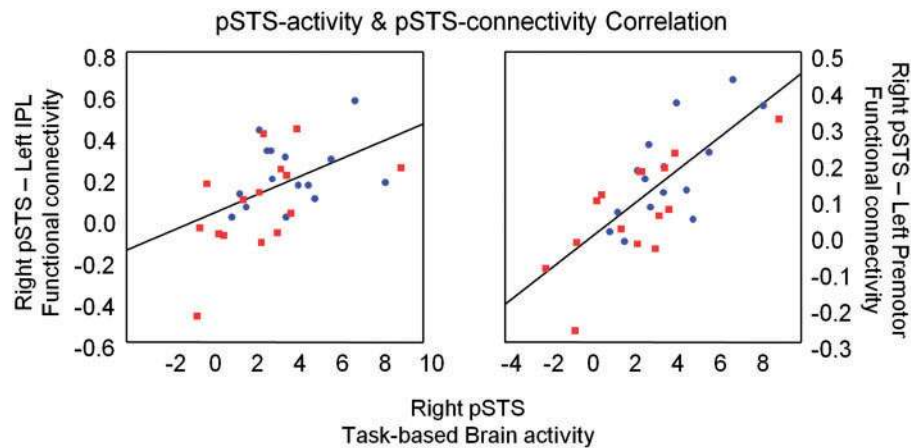 pSTS-activity & pSTS-connectivity Correlation
Right pSTS – Left IPL
Functional connectivity
0.8
0.6
0.4
0.2
0.0
-0.2
-0.4
-0.6
-2 0 2 4 6 8 10
0.5
0.4
0.3
0.2
0.1
0.0
-0.1
-0.2
-0.3
Right pSTS – Left Premotor
Functional connectivity
-4 -2 0 2 4 6 8
Right pSTS
Task-based Brain activity